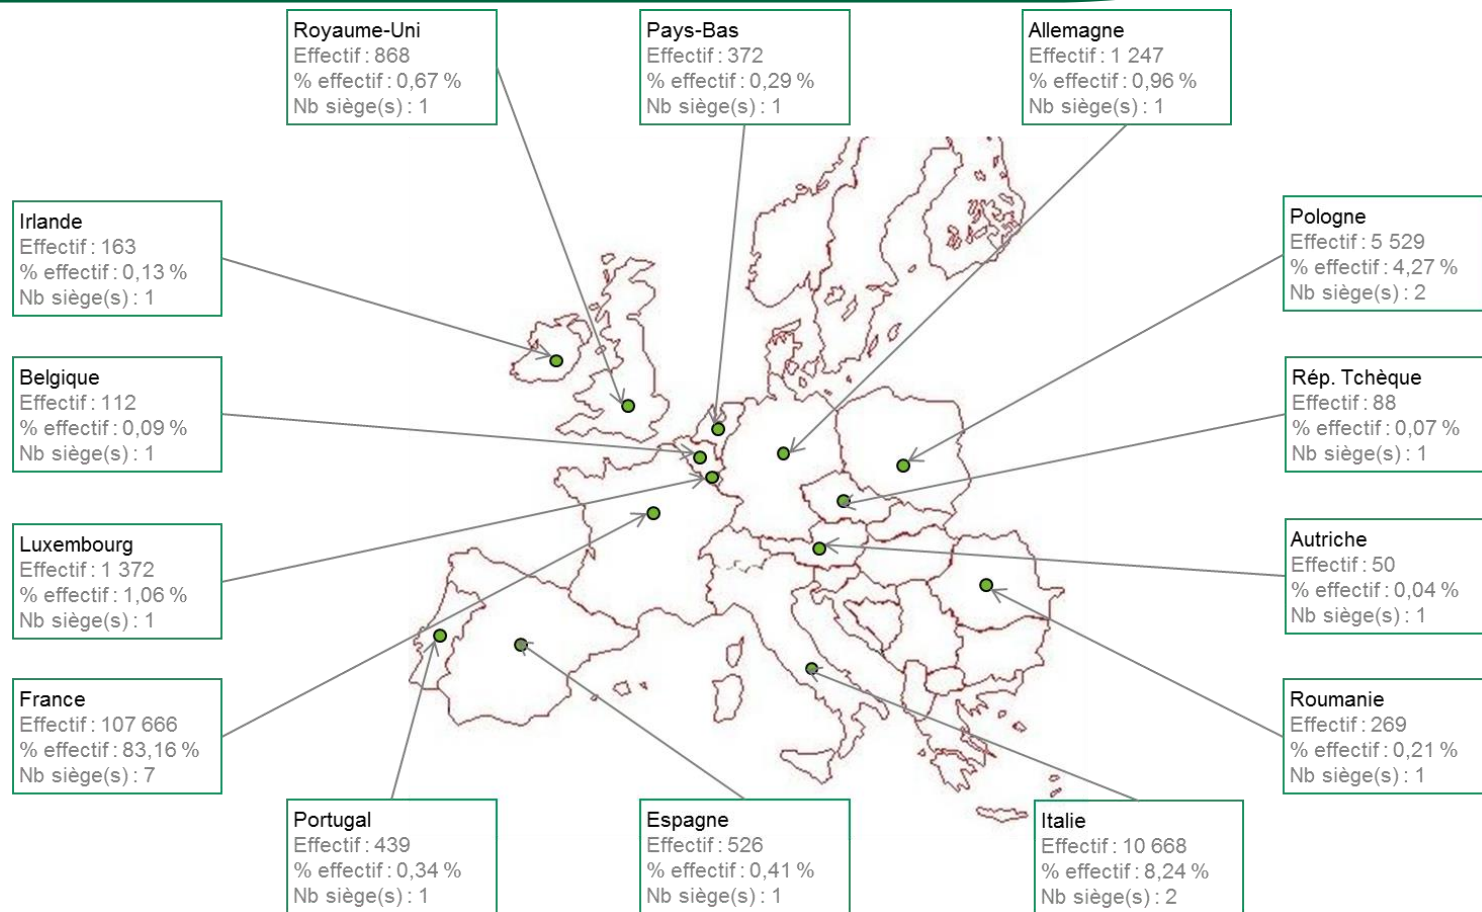 Royaume-Uni
Effectif : 868
% effectif : 0,67 %
Nb siège(s) : 1
Pays-Bas
Effectif : 372
% effectif : 0,29 %
Nb siège(s) : 1
Allemagne
Effectif : 1 247
% effectif : 0,96 %
Nb siège(s) : 1
Irlande
Effectif : 163
% effectif : 0,13 %
Nb siège(s) : 1
Pologne
Effectif : 5 529
% effectif : 4,27 %
Nb siège(s) : 2
Belgique
Effectif : 112
% effectif : 0,09 %
Nb siège(s) : 1
Rép. Tchèque
Effectif : 88
% effectif : 0,07 %
Nb siège(s) : 1
Luxembourg
Effectif : 1 372
% effectif : 1,06 %
Nb siège(s) : 1
Autriche
Effectif : 50
% effectif : 0,04 %
Nb siège(s) : 1
France
Effectif : 107 666
% effectif : 83,16 %
Nb siège(s) : 7
Roumanie
Effectif : 269
% effectif : 0,21 %
Nb siège(s) : 1
Portugal
Effectif : 439
% effectif : 0,34 %
Nb siège(s) : 1
Espagne
Effectif : 526
% effectif : 0,41 %
Nb siège(s) : 1
Italie
Effectif : 10 668
% effectif : 8,24 %
Nb siège(s) : 2